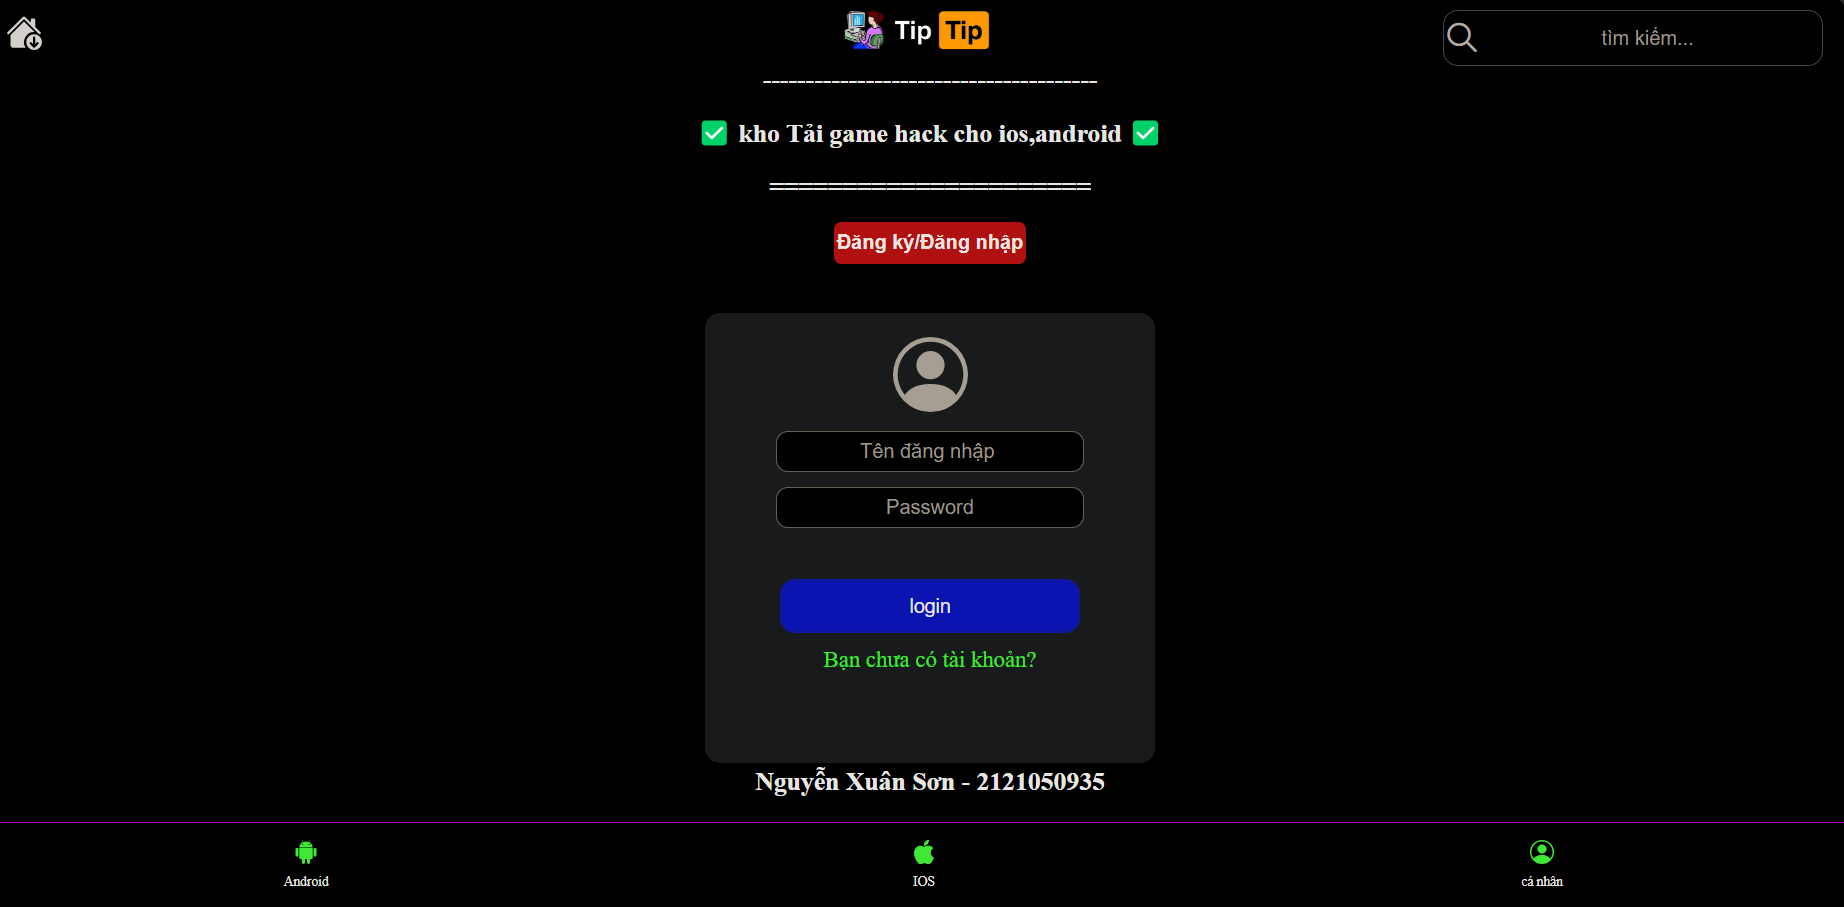 Tip Tip
tìm kiếm...
---------------------------------------
✅ kho Tải game hack cho ios,android ✅
=======================
Đăng ký/Đăng nhập
Tên đăng nhập
Password
login
Bạn chưa có tài khoản?
Nguyễn Xuân Sơn - 2121050935
Android
IOS
cá nhân